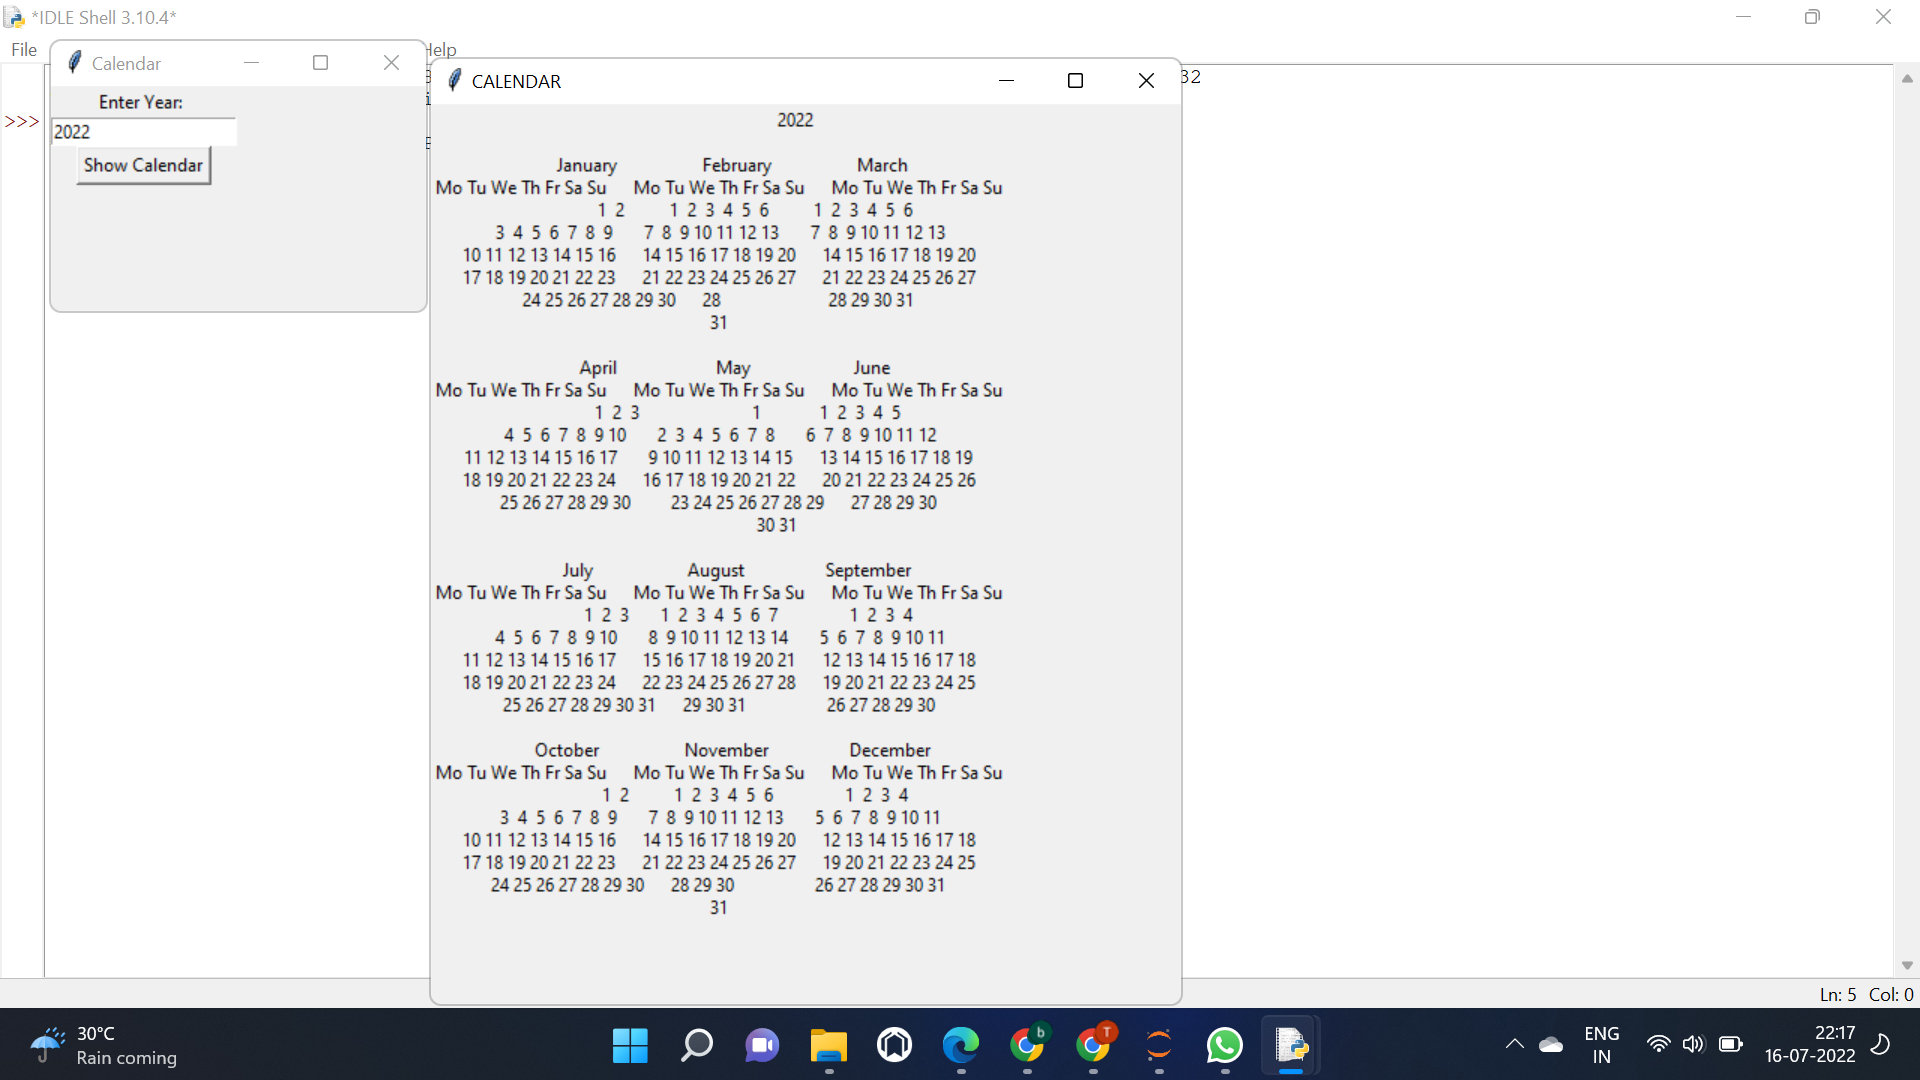 *IDLE Shell 3.10.4*
File
Help
Calendar
Enter Year:
2022
Show Calendar
>>>
32
CALENDAR
2022
January February March
Mo Tu We Th Fr Sa Su Mo Tu We Th Fr Sa Su Mo Tu We Th Fr Sa Su
1 2 1 2 3 4 5 6 1 2 3 4 5 6
3 4 5 6 7 8 9 7 8 9 10 11 12 13 7 8 9 10 11 12 13
10 11 12 13 14 15 16 14 15 16 17 18 19 20 14 15 16 17 18 19 20
17 18 19 20 21 22 23 21 22 23 24 25 26 27 21 22 23 24 25 26 27
24 25 26 27 28 29 30 28 28 29 30 31
31
April May June
Mo Tu We Th Fr Sa Su Mo Tu We Th Fr Sa Su Mo Tu We Th Fr Sa Su
1 2 3 1 1 2 3 4 5
4 5 6 7 8 9 10 2 3 4 5 6 7 8 6 7 8 9 10 11 12
11 12 13 14 15 16 17 9 10 11 12 13 14 15 13 14 15 16 17 18 19
18 19 20 21 22 23 24 16 17 18 19 20 21 22 20 21 22 23 24 25 26
25 26 27 28 29 30 23 24 25 26 27 28 29 27 28 29 30
30 31
July August September
Mo Tu We Th Fr Sa Su Mo Tu We Th Fr Sa Su Mo Tu We Th Fr Sa Su
1 2 3 1 2 3 4 5 6 7 1 2 3 4
4 5 6 7 8 9 10 8 9 10 11 12 13 14 5 6 7 8 9 10 11
11 12 13 14 15 16 17 15 16 17 18 19 20 21 12 13 14 15 16 17 18
18 19 20 21 22 23 24 22 23 24 25 26 27 28 19 20 21 22 23 24 25
25 26 27 28 29 30 31 29 30 31 26 27 28 29 30
October November December
Mo Tu We Th Fr Sa Su Mo Tu We Th Fr Sa Su Mo Tu We Th Fr Sa Su
1 2 1 2 3 4 5 6 1 2 3 4
3 4 5 6 7 8 9 7 8 9 10 11 12 13 5 6 7 8 9 10 11
10 11 12 13 14 15 16 14 15 16 17 18 19 20 12 13 14 15 16 17 18
17 18 19 20 21 22 23 21 22 23 24 25 26 27 19 20 21 22 23 24 25
24 25 26 27 28 29 30 28 29 30 26 27 28 29 30 31
31
Ln: 5 Col: 0
30°C
Rain coming
b
T
ENG
IN
22:17
16-07-2022